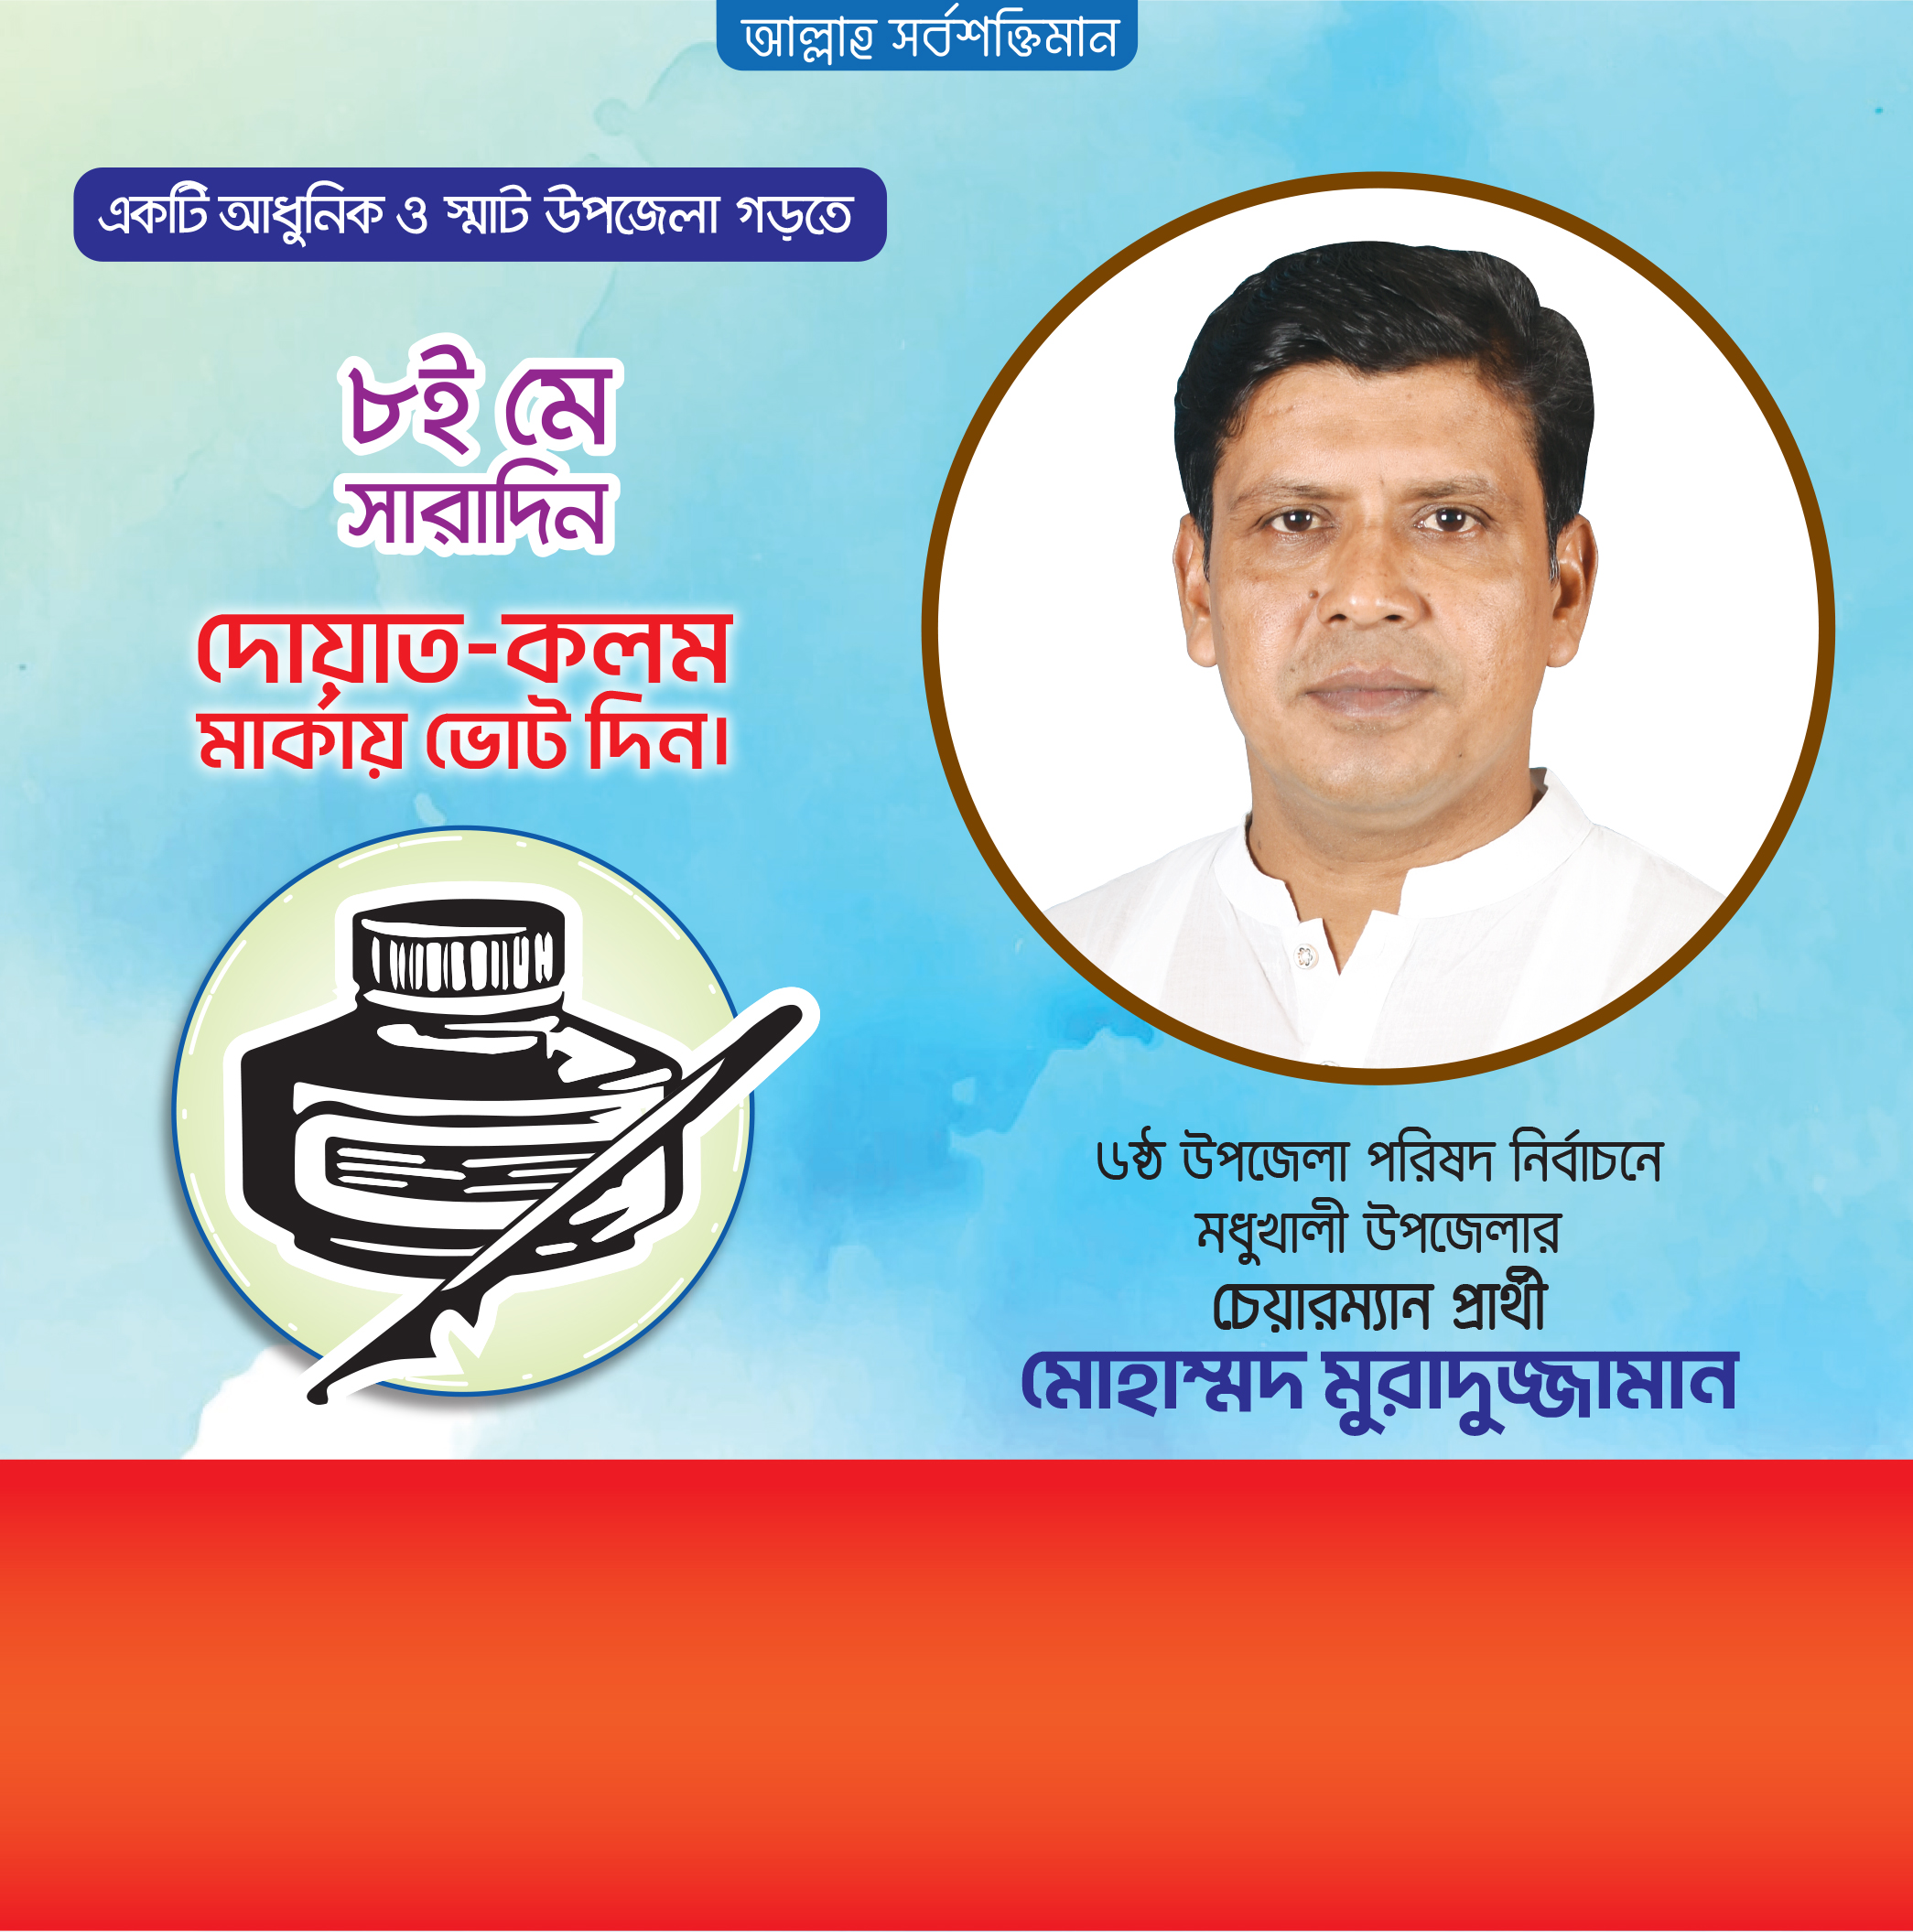 আল্লাহ সর্বশক্তিমান
একটি আধুনিক ও স্মাট উপজেলা গড়তে
৮ই মে
সারাদিন
দোয়াত-কলম
মার্কায় ভোট দিন।
৬ষ্ঠ উপজেলা পরিষদ নির্বাচনে
মধুখালী উপজেলার
চেয়ারম্যান প্রার্থী
মোহাম্মদ মুরাদুজ্জামান